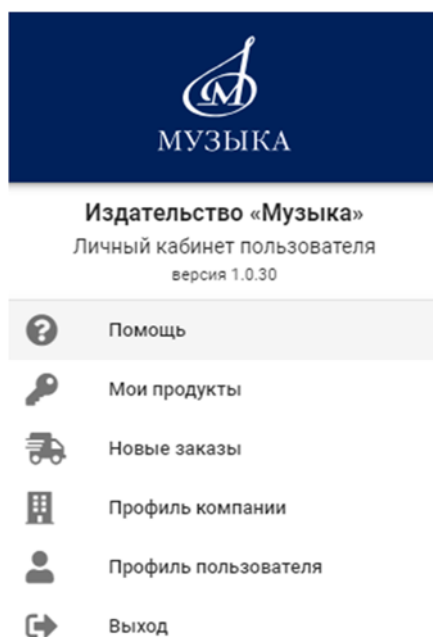 М
МУЗЫКА
Издательство «Музыка»
Личный кабинет пользователя
версия 1.0.30
Помощь
Мои продукты
Новые заказы
Профиль компании
Профиль пользователя
Выход